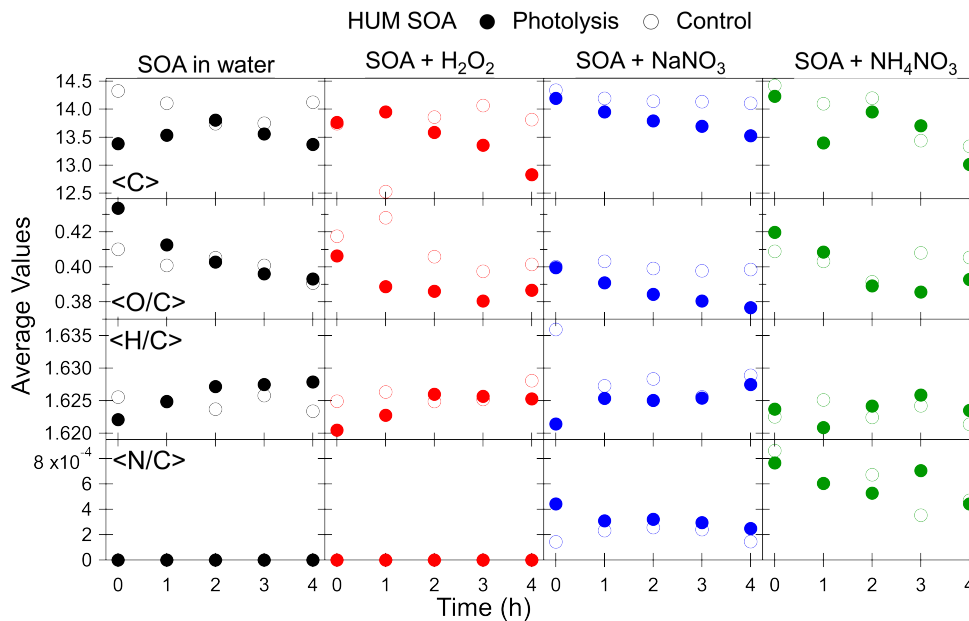 HUM SOA ● Photolysis ○ Control
SOA in water
SOA + H₂O₂
SOA + NaNO₃
SOA + NH₄NO₃
Average Values
14.5
14.0
13.5
13.0
12.5
<C>
0.42
0.40
0.38
<O/C>
<H/C>
1.635
1.630
1.625
1.620
<N/C>
8 x10⁻⁴
6
4
2
0
0 1 2 3 4 0 1 2 3 4 0 1 2 3 4 0 1 2 3 4
Time (h)